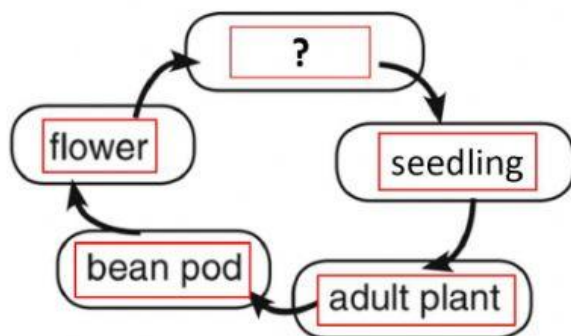 ?
flower
seedling
bean pod
adult plant